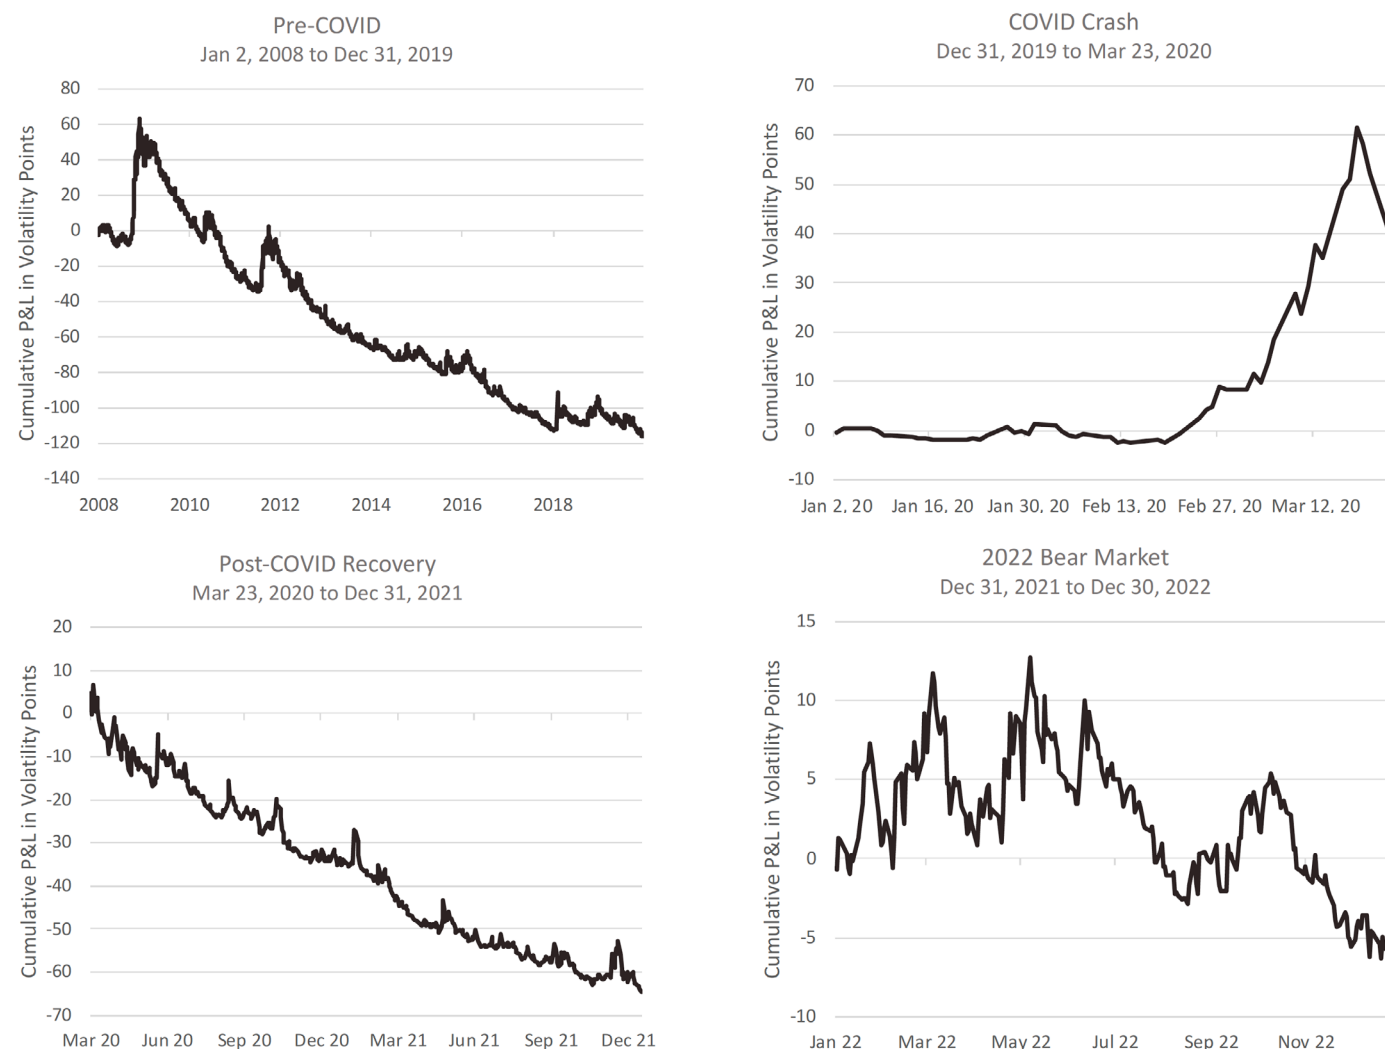 Pre-COVID
Jan 2, 2008 to Dec 31, 2019
Cumulative P&L in Volatility Points
80
60
40
20
0
-20
-40
-60
-80
-100
-120
-140
2008 2010 2012 2014 2016 2018
COVID Crash
Dec 31, 2019 to Mar 23, 2020
Cumulative P&L in Volatility Points
70
60
50
40
30
20
10
0
-10
Jan 2, 20 Jan 16, 20 Jan 30, 20 Feb 13, 20 Feb 27, 20 Mar 12, 20
Post-COVID Recovery
Mar 23, 2020 to Dec 31, 2021
Cumulative P&L in Volatility Points
20
10
0
-10
-20
-30
-40
-50
-60
-70
Mar 20 Jun 20 Sep 20 Dec 20 Mar 21 Jun 21 Sep 21 Dec 21
2022 Bear Market
Dec 31, 2021 to Dec 30, 2022
Cumulative P&L in Volatility Points
15
10
5
0
-5
-10
Jan 22 Mar 22 May 22 Jul 22 Sep 22 Nov 22